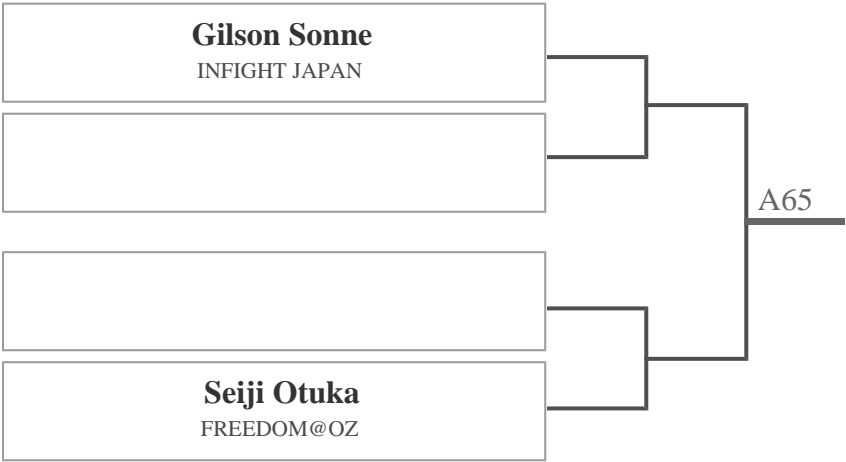 Gilson Sonne
INFIGHT JAPAN
A65
Seiji Otuka
FREEDOM@OZ